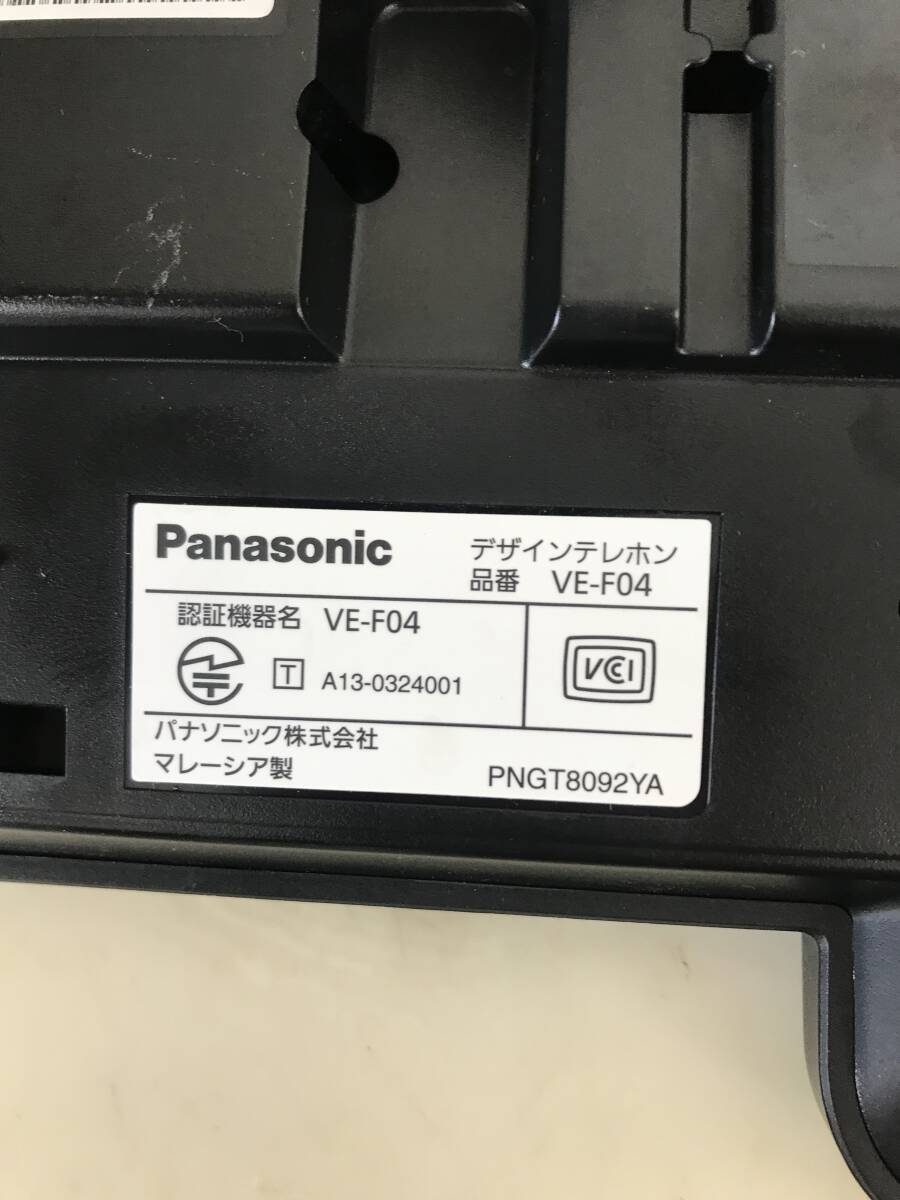 Panasonic
デザインテレホン
品番 VE-F04
認証機器名 VE-F04
T A13-0324001
VCCI
パナソニック株式会社
マレーシア製
PNGT8092YA